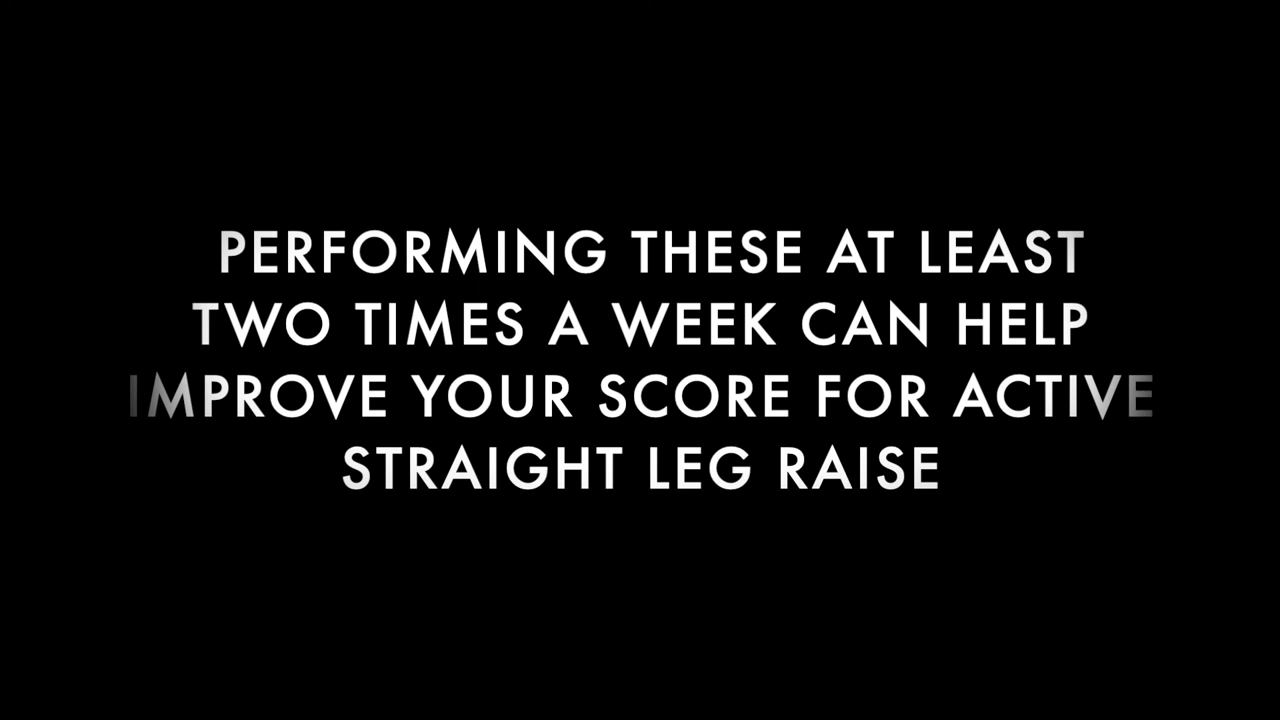 PERFORMING THESE AT LEAST
TWO TIMES A WEEK CAN HELP
IMPROVE YOUR SCORE FOR ACTIVE
STRAIGHT LEG RAISE